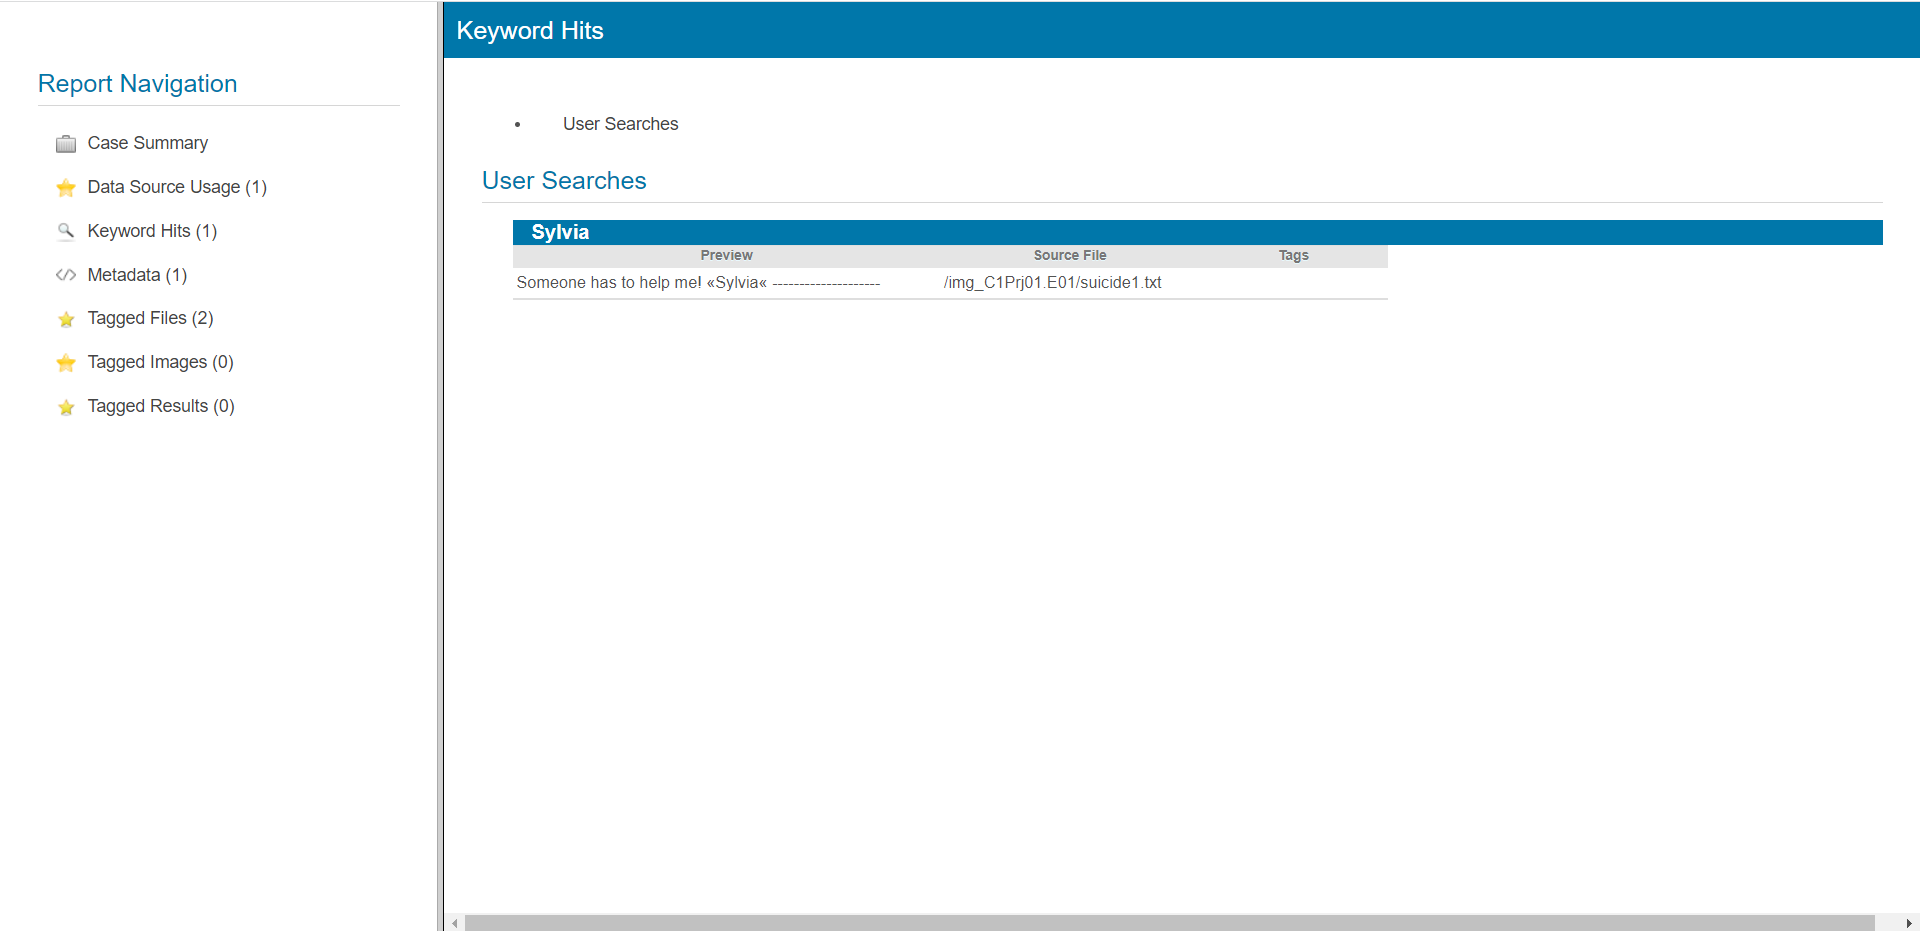 Keyword Hits
Report Navigation
Case Summary
Data Source Usage (1)
Keyword Hits (1)
Metadata (1)
Tagged Files (2)
Tagged Images (0)
Tagged Results (0)
• User Searches
User Searches
Sylvia
Preview Source File Tags
Someone has to help me! «Sylvia« -------------------- /img_C1Prj01.E01/suicide1.txt